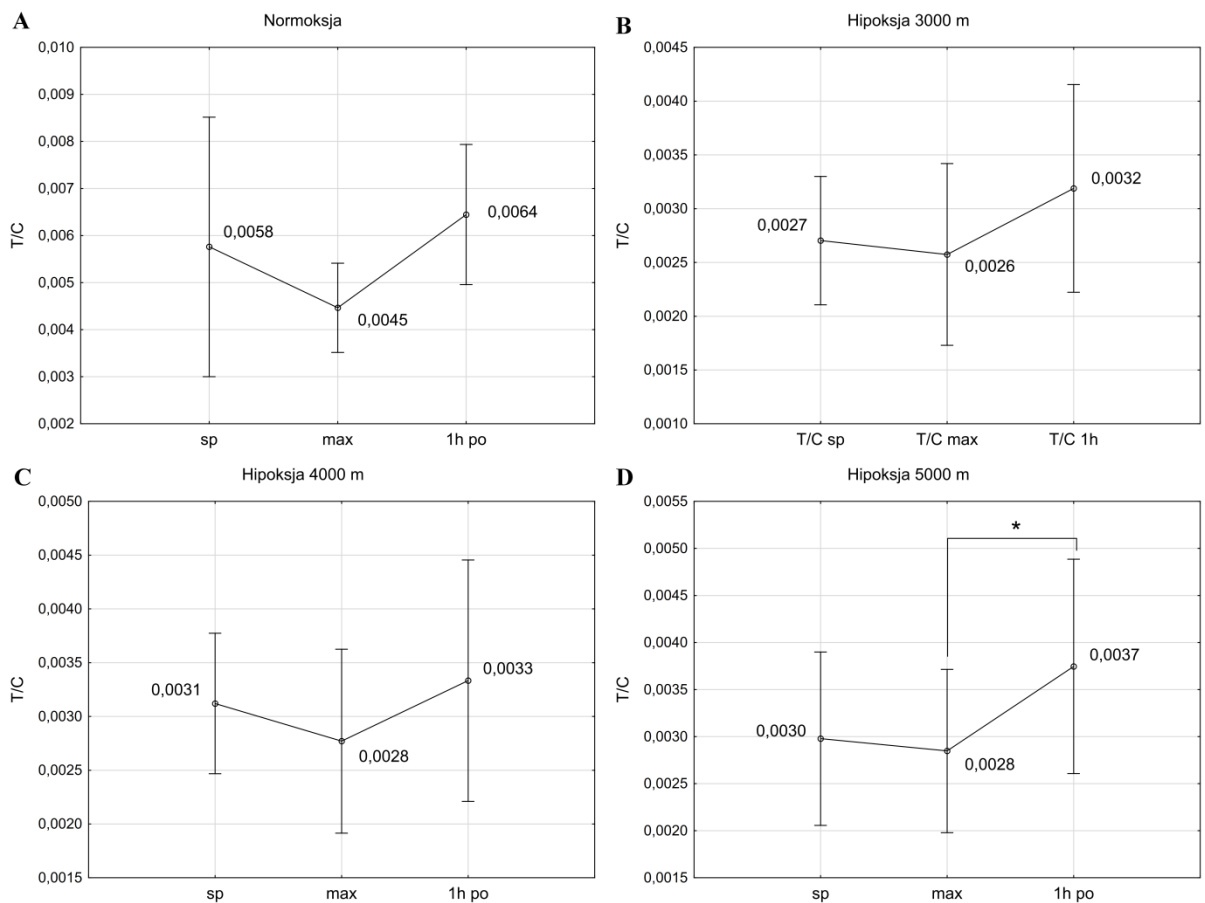 A
Normoksja
0,010
0,009
0,008
0,007
0,006
0,005
0,004
0,003
0,002
T/C
0,0058
0,0045
0,0064
sp max 1h po
B
Hipoksja 3000 m
0,0045
0,0040
0,0035
0,0030
0,0025
0,0020
0,0015
0,0010
T/C
0,0027
0,0026
0,0032
T/C sp T/C max T/C 1h
C
Hipoksja 4000 m
0,0050
0,0045
0,0040
0,0035
0,0030
0,0025
0,0020
0,0015
T/C
0,0031
0,0028
0,0033
sp max 1h po
D
Hipoksja 5000 m
0,0055
0,0050
0,0045
0,0040
0,0035
0,0030
0,0025
0,0020
0,0015
T/C
*
0,0030
0,0028
0,0037
sp max 1h po